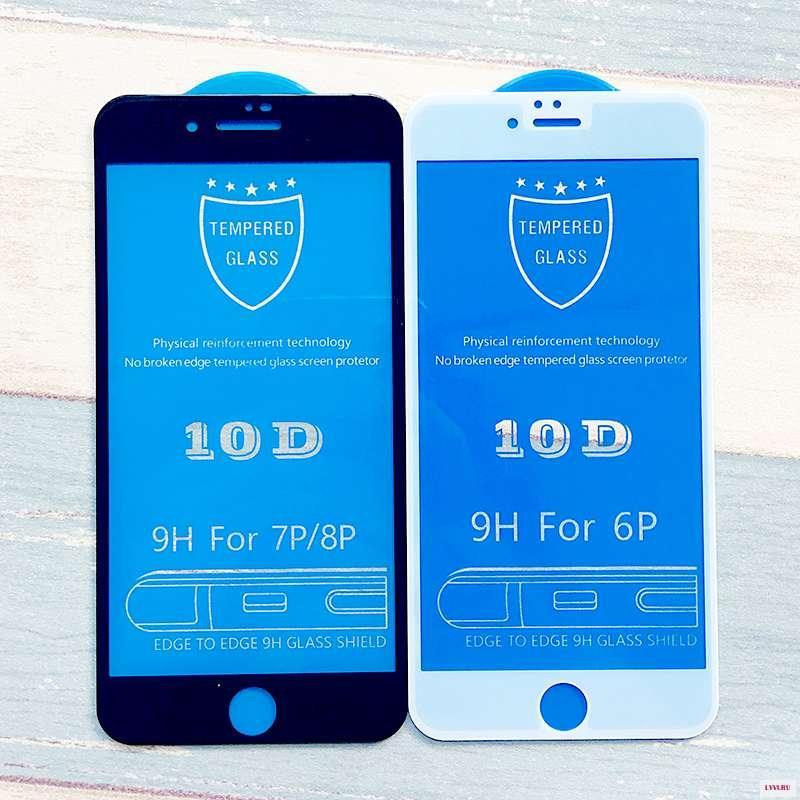 TEMPERED
GLASS
Physical reinforcement technology
No broken edge tempered glass screen protetor
10D
9H For 7P/8P
EDGE TO EDGE 9H GLASS SHIELD
TEMPERED
GLASS
Physical reinforcement technology
No broken edge tempered glass screen protetor
10D
9H For 6P
EDGE TO EDGE 9H GLASS SHIELD